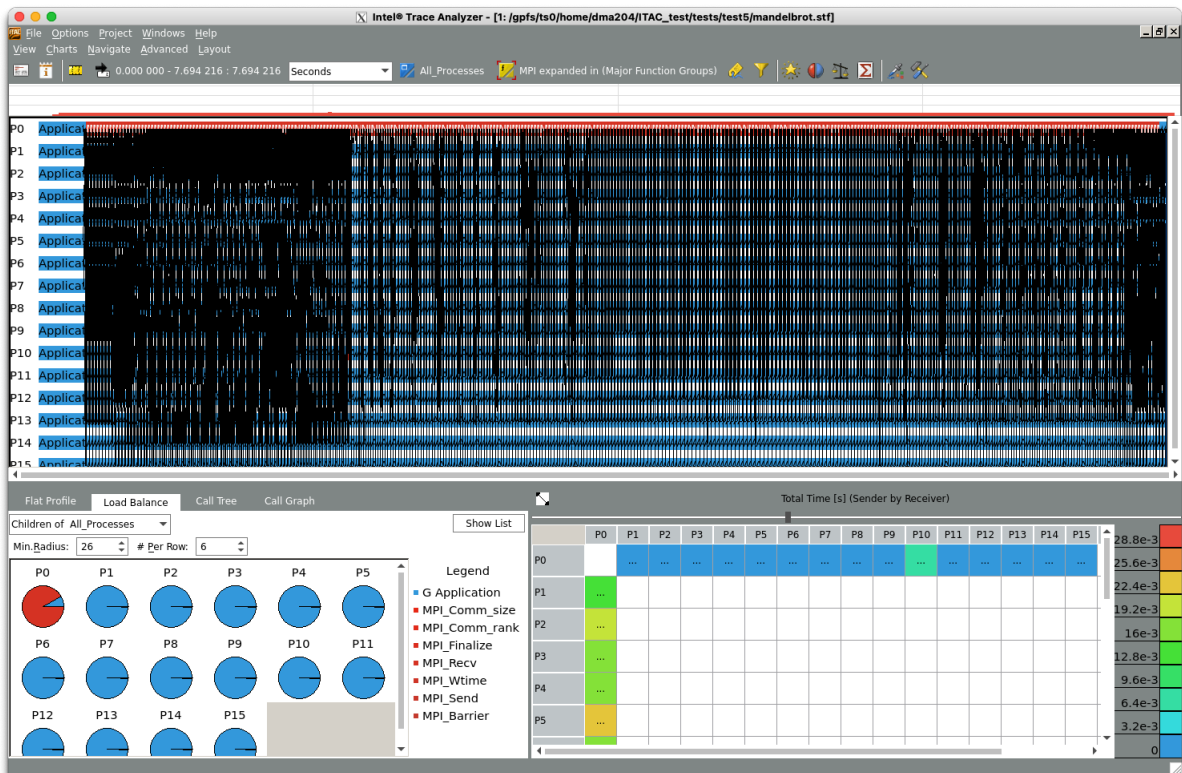 Intel® Trace Analyzer - [1: /gpfs/ts0/home/dma204/ITAC_test/tests/test5/mandelbrot.stf]
File Options Project Windows Help
View Charts Navigate Advanced Layout
0.000 000 - 7.694 216 : 7.694 216 Seconds All_Processes MPI expanded in (Major Function Groups)
P0 Applicat
P1 Applicat
P2 Applicat
P3 Applicat
P4 Applicat
P5 Applicat
P6 Applicat
P7 Applicat
P8 Applicat
P9 Applicat
P10 Applicat
P11 Applicat
P12 Applicat
P13 Applicat
P14 Applicat
P15 Applicat
Flat Profile Load Balance Call Tree Call Graph
Children of All_Processes Show List
Min.Radius: 26 # Per Row: 6
P0 P1 P2 P3 P4 P5
P6 P7 P8 P9 P10 P11
P12 P13 P14 P15
Legend
G Application
MPI_Comm_size
MPI_Comm_rank
MPI_Finalize
MPI_Recv
MPI_Wtime
MPI_Send
MPI_Barrier
Total Time [s] (Sender by Receiver)
P0 P1 P2 P3 P4 P5 P6 P7 P8 P9 P10 P11 P12 P13 P14 P15
P0 ... ... ... ... ... ... ... ... ... ... ... ... ... ... ...
P1 ...
P2 ...
P3 ...
P4 ...
P5 ...
28.8e-3
25.6e-3
22.4e-3
19.2e-3
16e-3
12.8e-3
9.6e-3
6.4e-3
3.2e-3
0